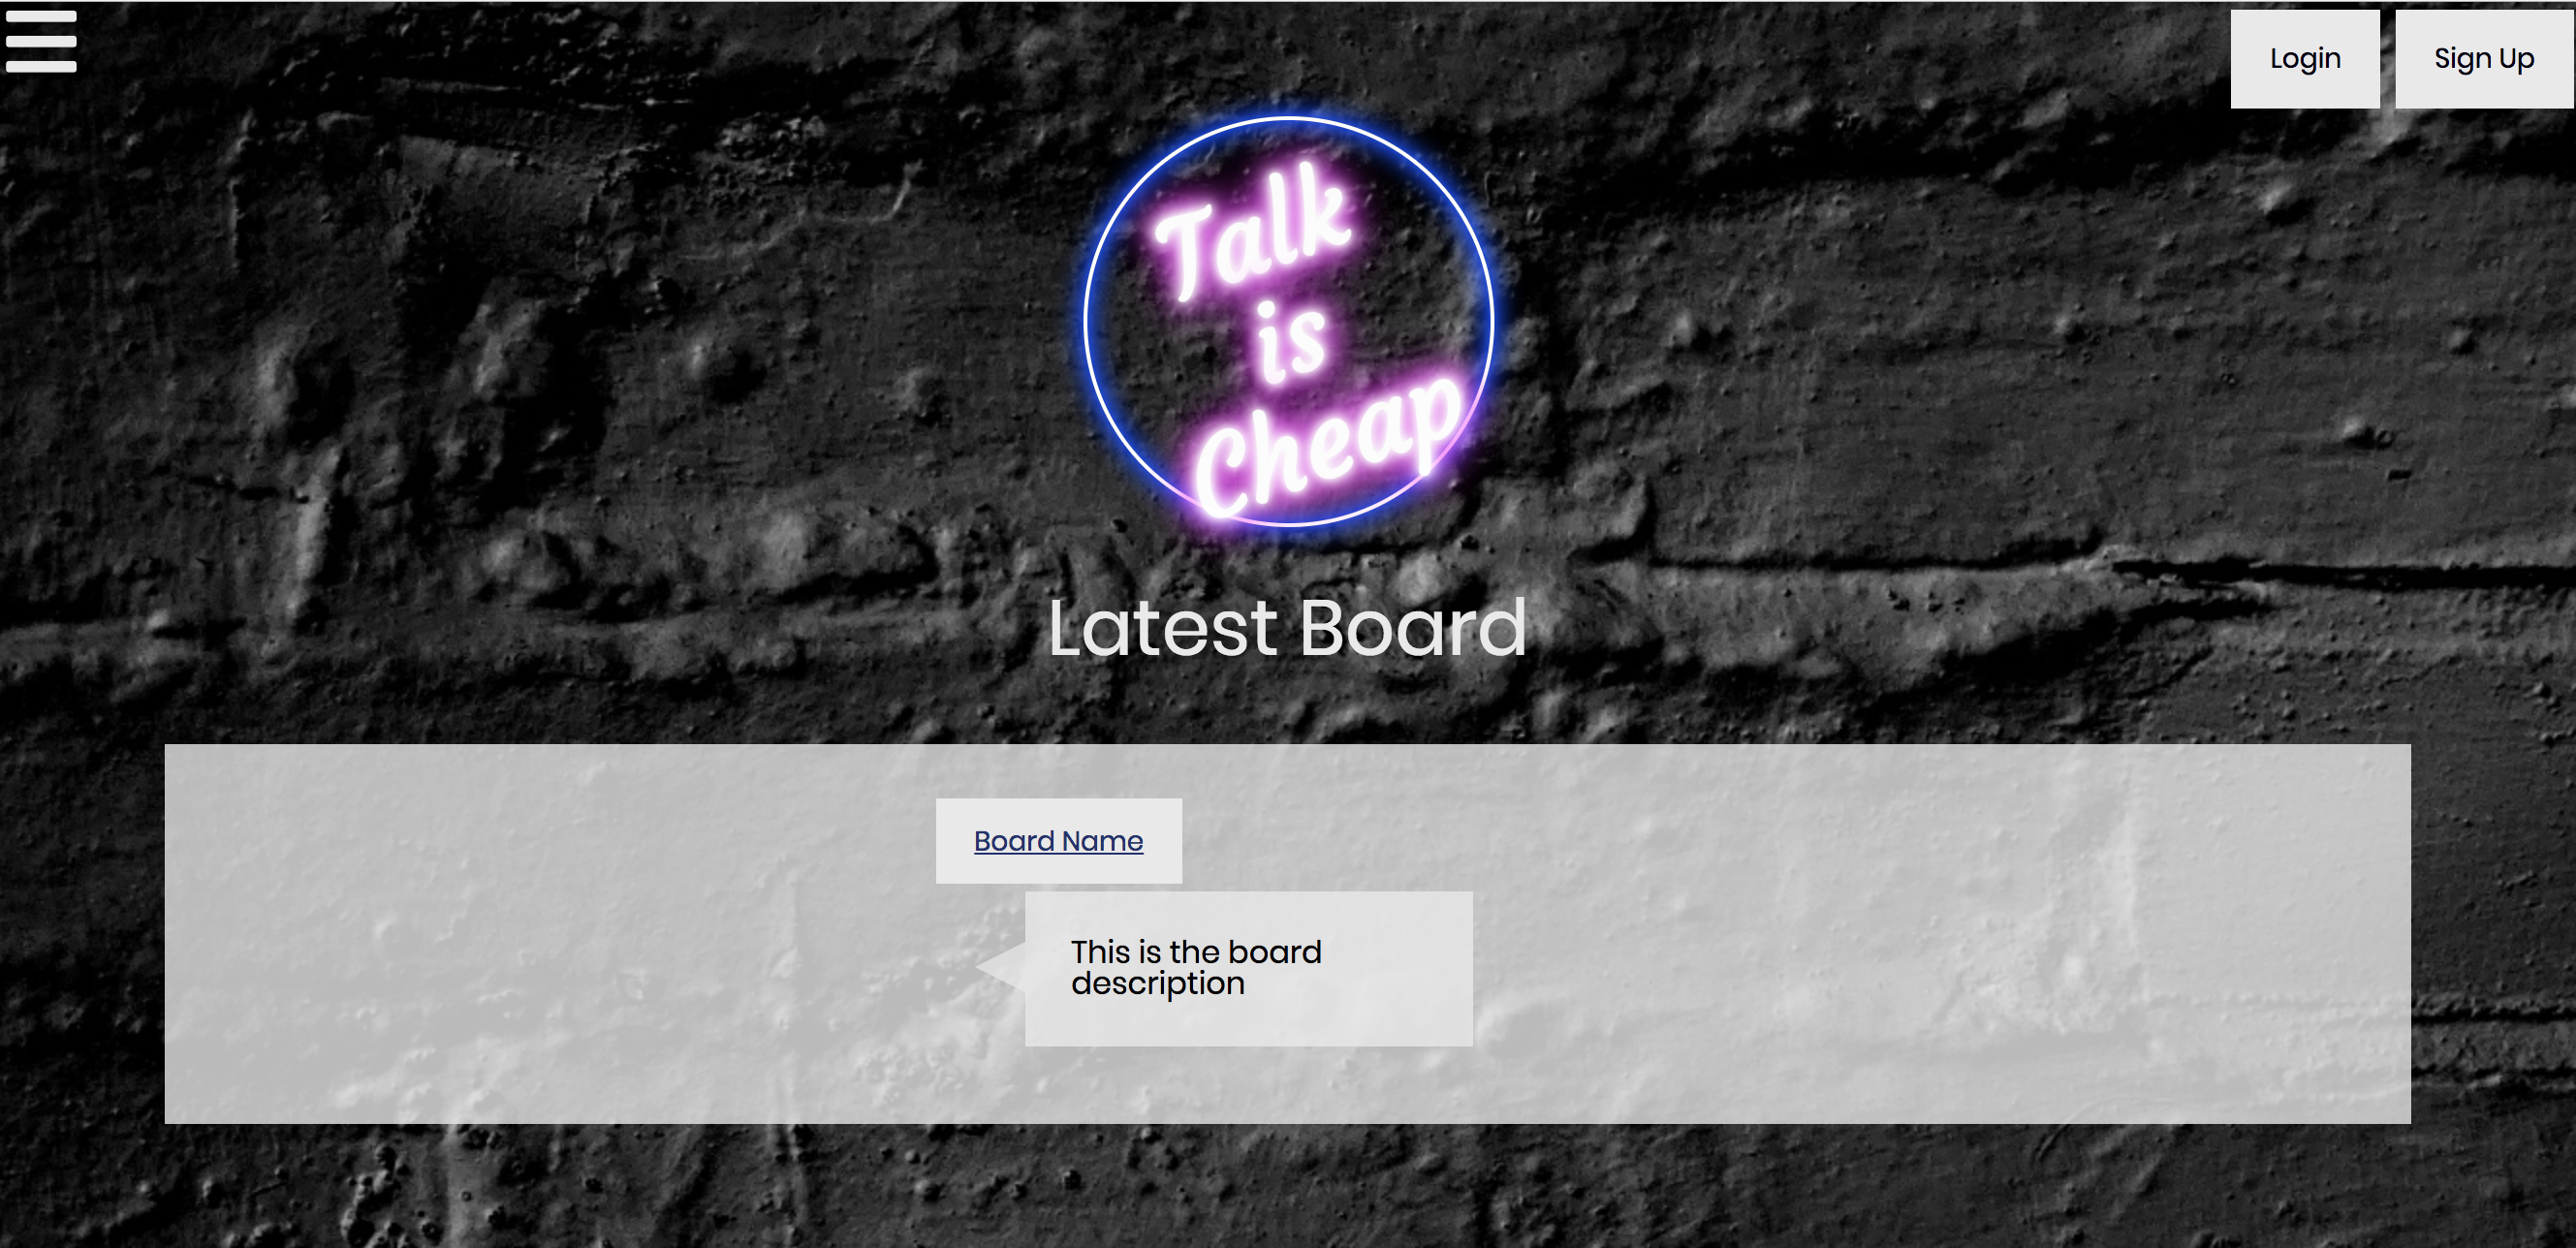 Login
Sign Up
Talk
is
Cheap
Latest Board
Board Name
This is the board
description